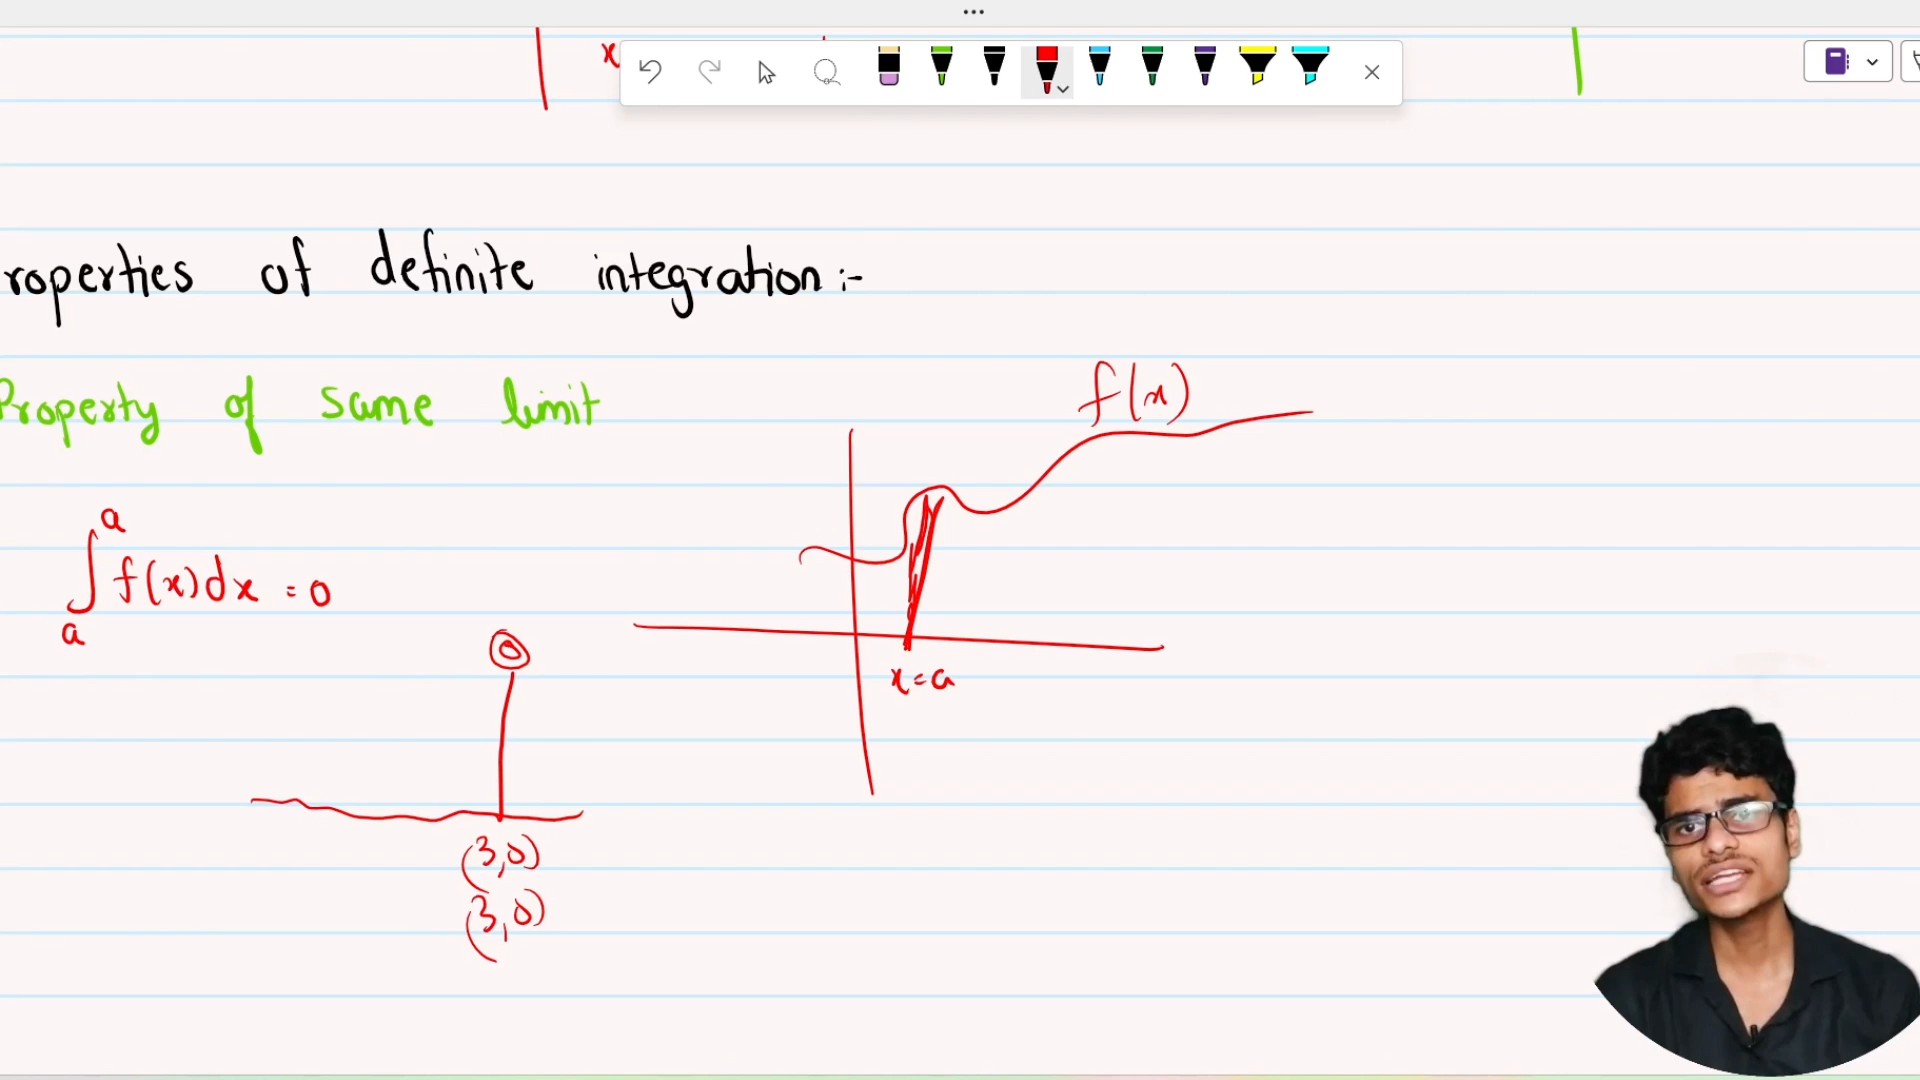 x
roperties of definite integration :-
Property of same limit
f(x)
a
∫ f(x) dx = 0
a
x = a
(3,0)
(3,0)